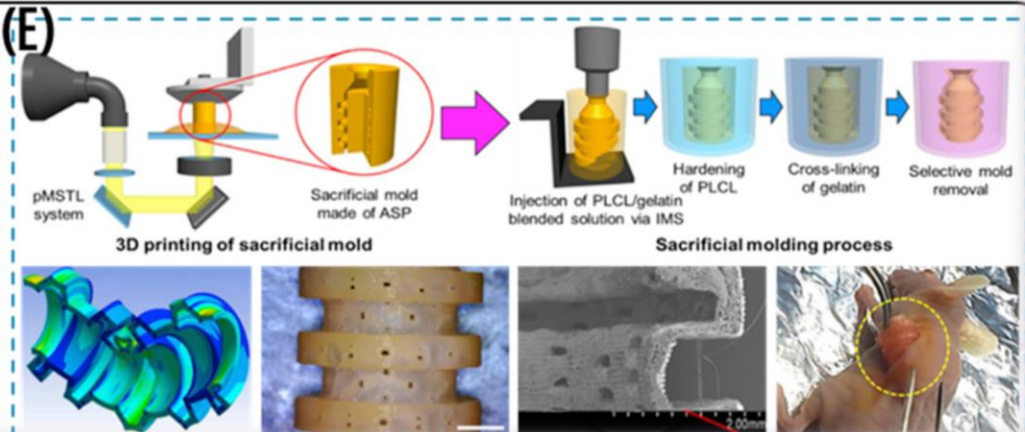 (E)
pMSTL
system
Sacrificial mold
made of ASP
3D printing of sacrificial mold
Injection of PLCL/gelatin
blended solution via IMS
Hardening
of PLCL
Cross-linking
of gelatin
Selective mold
removal
Sacrificial molding process
2.00mm